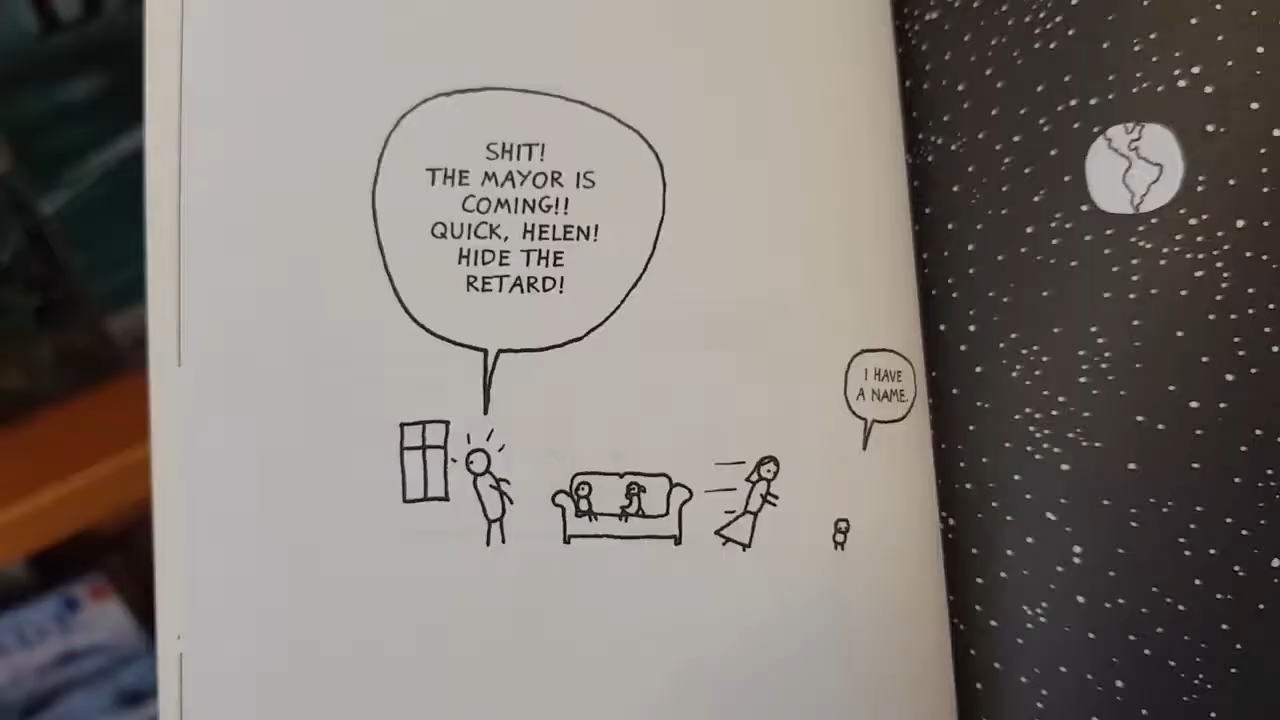 SHIT!
THE MAYOR IS
COMING!!
QUICK, HELEN!
HIDE THE
RETARD!
I HAVE
A NAME.